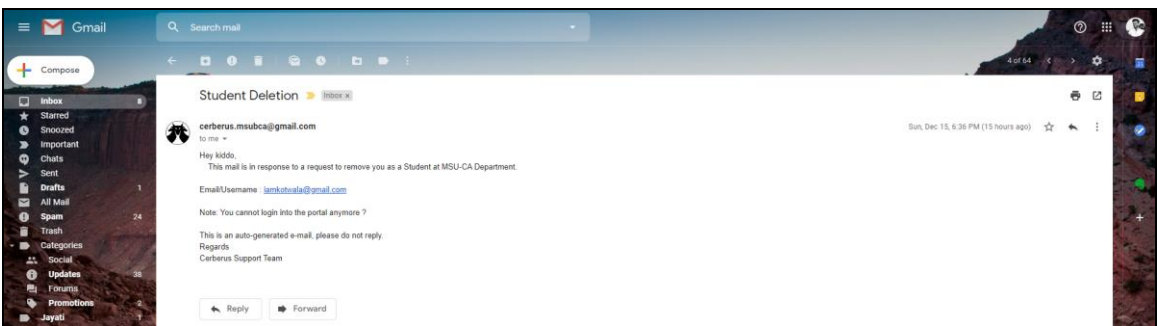 Gmail
Search mail
Compose
4 of 64
Inbox 8
Starred
Snoozed
Important
Chats
Sent
Drafts 1
All Mail
Spam 24
Trash
Categories
Social
Updates 38
Forums
Promotions 2
Jayati 1
Student Deletion Inbox x
cerberus.msubca@gmail.com
Sun, Dec 15, 6:36 PM (15 hours ago)
to me
Hey kiddo,
This mail is in response to a request to remove you as a Student at MSU-CA Department.
Email/Username : iamkotwala@gmail.com
Note: You cannot login into the portal anymore ?
This is an auto-generated e-mail, please do not reply.
Regards
Cerberus Support Team
Reply
Forward